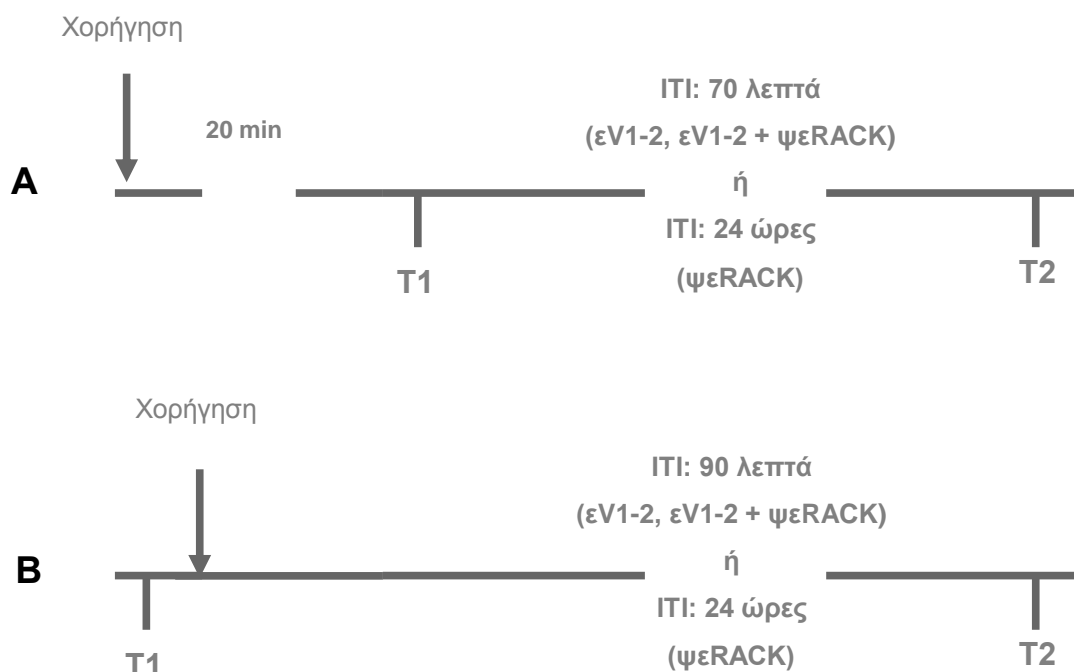 Χορήγηση
20 min
ITI: 70 λεπτά
(εV1-2, εV1-2 + ψεRACK)
ή
ITI: 24 ώρες
(ψεRACK)
A
T1
T2
Χορήγηση
ITI: 90 λεπτά
(εV1-2, εV1-2 + ψεRACK)
ή
ITI: 24 ώρες
(ψεRACK)
B
T1
T2